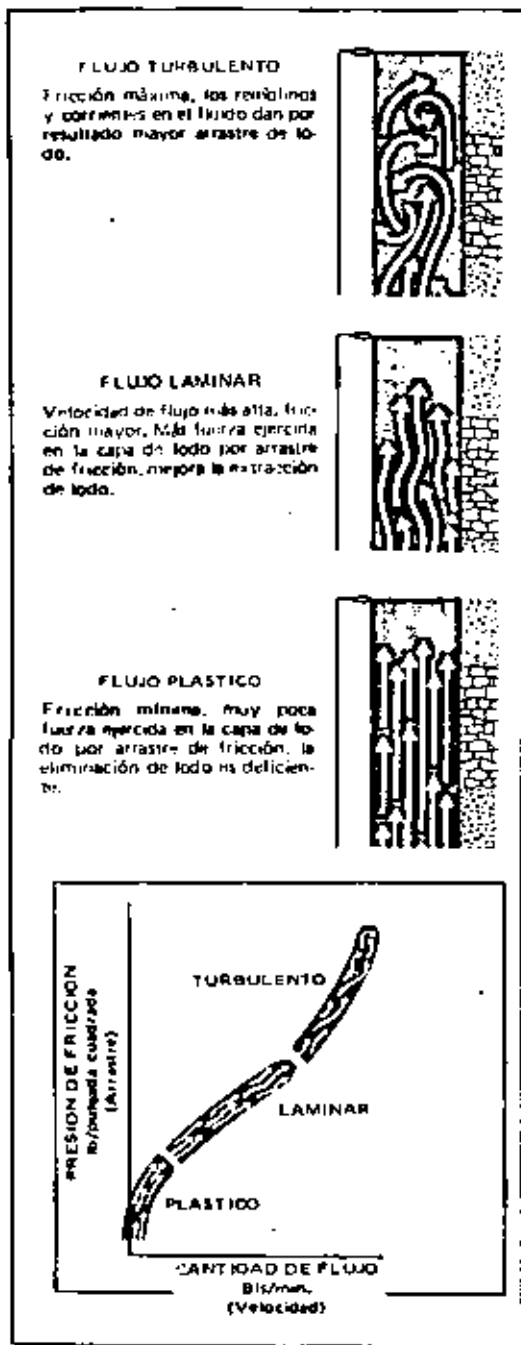 FLUJO TURBULENTO
Fricción máxima, los remolinos
y corrientes en el fluido dan por
resultado mayor arrastre de lo-
do.
FLUJO LAMINAR
Velocidad de flujo más alta, fric-
ción mayor. Más fuerza ejercida
en la capa de lodo por arrastre
de fricción, mejora la extracción
de lodo.
FLUJO PLASTICO
Fricción mínima, muy poca
fuerza ejercida en la capa de lo-
do por arrastre de fricción, la
eliminación de lodo es deficien-
te.
PRESION DE FRICCION
lb/pulgada cuadrada
(Arrastre)
TURBULENTO
LAMINAR
PLASTICO
CANTIDAD DE FLUJO
Bls/min.
(Velocidad)